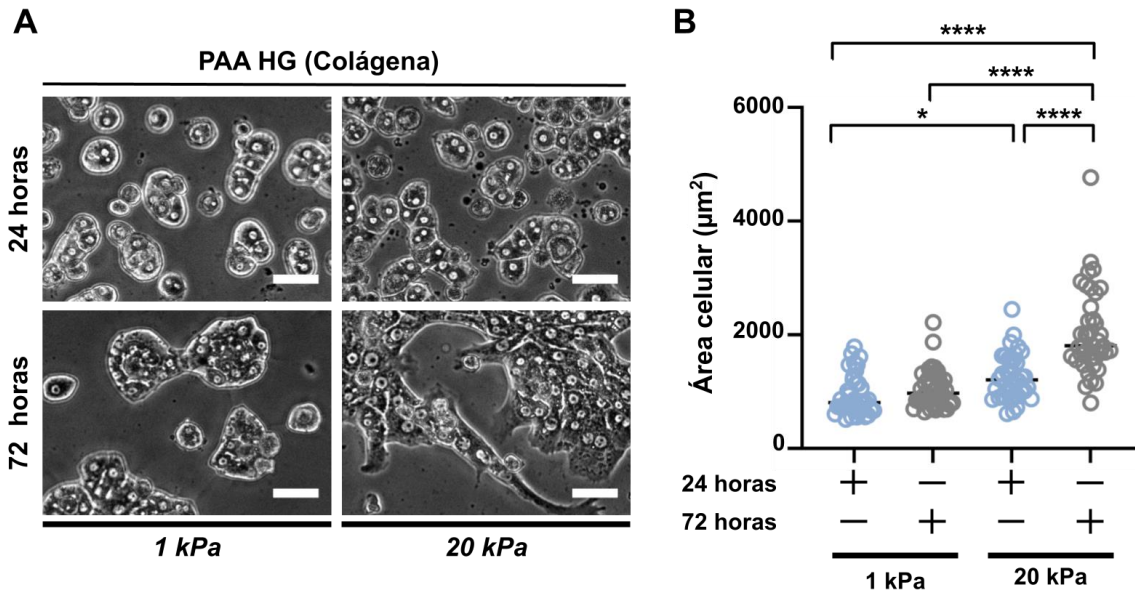 A
PAA HG (Colágena)
24 horas
72 horas
1 kPa
20 kPa
B
****
****
*
****
Área celular (µm²)
6000
4000
2000
0
24 horas + — + —
72 horas — + — +
1 kPa
20 kPa